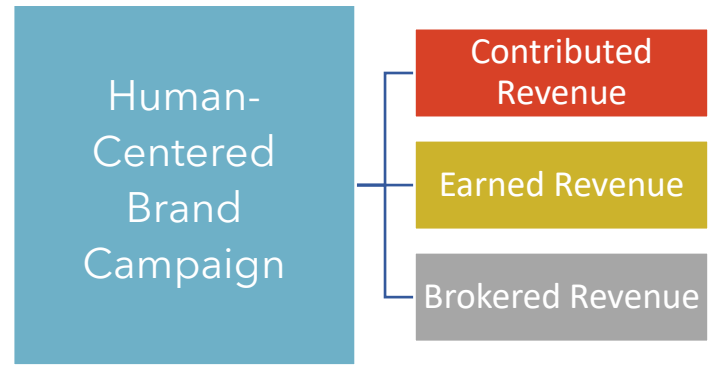 Human-
Centered
Brand
Campaign
Contributed
Revenue
Earned Revenue
Brokered Revenue